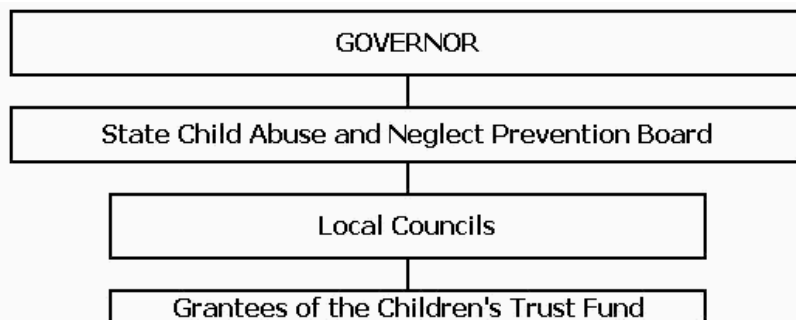 GOVERNOR
State Child Abuse and Neglect Prevention Board
Local Councils
Grantees of the Children's Trust Fund